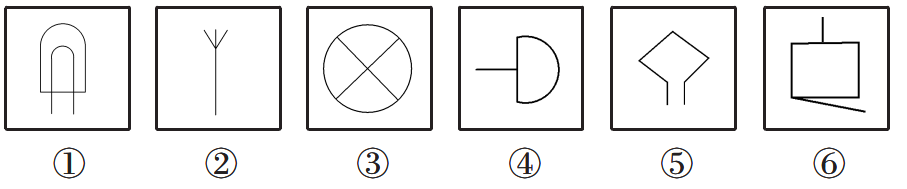 ① ② ③ ④ ⑤ ⑥